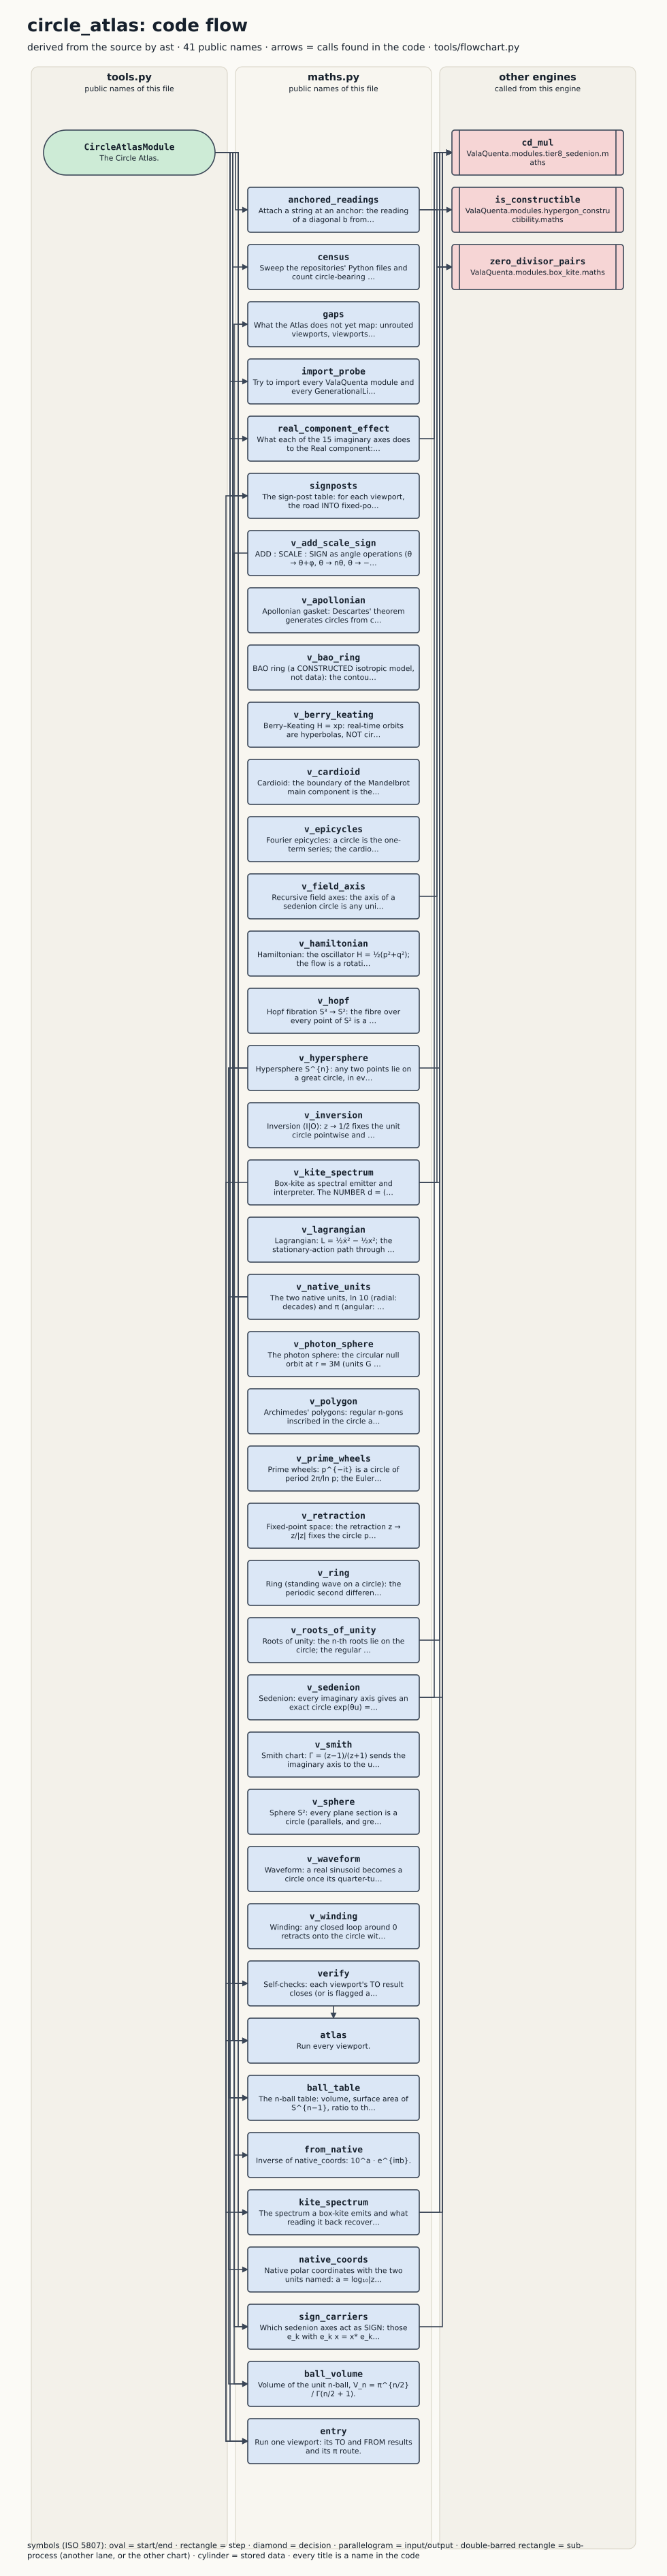 circle_atlas: code flow
derived from the source by ast · 41 public names · arrows = calls found in the code · tools/flowchart.py
tools.py
public names of this file
maths.py
public names of this file
other engines
called from this engine
CircleAtlasModule
The Circle Atlas.
cd_mul
ValaQuenta.modules.tier8_sedenion.m
aths
anchored_readings
Attach a string at an anchor: the reading
of a diagonal b from…
is_constructible
ValaQuenta.modules.hypergon_constru
ctibility.maths
census
Sweep the repositories' Python files and
count circle-bearing …
zero_divisor_pairs
ValaQuenta.modules.box_kite.maths
gaps
What the Atlas does not yet map: unrouted
viewports, viewports…
import_probe
Try to import every ValaQuenta module and
every GenerationalLi…
real_component_effect
What each of the 15 imaginary axes does
to the Real component:…
signposts
The sign-post table: for each viewport,
the road INTO fixed-po…
v_add_scale_sign
ADD : SCALE : SIGN as angle operations (θ
→ θ+φ, θ → nθ, θ → −…
v_apollonian
Apollonian gasket: Descartes' theorem
generates circles from c…
v_bao_ring
BAO ring (a CONSTRUCTED isotropic model,
not data): the contou…
v_berry_keating
Berry–Keating H = xp: real-time orbits
are hyperbolas, NOT cir…
v_cardioid
Cardioid: the boundary of the Mandelbrot
main component is the…
v_epicycles
Fourier epicycles: a circle is the one-
term series; the cardio…
v_field_axis
Recursive field axes: the axis of a
sedenion circle is any uni…
v_hamiltonian
Hamiltonian: the oscillator H = ½(p²+q²);
the flow is a rotati…
v_hopf
Hopf fibration S³ → S²: the fibre over
every point of S² is a …
v_hypersphere
Hypersphere S^{n}: any two points lie on
a great circle, in ev…
v_inversion
Inversion (I|O): z → 1/z̄ fixes the unit
circle pointwise and …
v_kite_spectrum
Box-kite as spectral emitter and
interpreter. The NUMBER d = (…
v_lagrangian
Lagrangian: L = ½ẋ² − ½x²; the
stationary-action path through …
v_native_units
The two native units, ln 10 (radial:
decades) and π (angular: …
v_photon_sphere
The photon sphere: the circular null
orbit at r = 3M (units G …
v_polygon
Archimedes' polygons: regular n-gons
inscribed in the circle a…
v_prime_wheels
Prime wheels: p^{−it} is a circle of
period 2π/ln p; the Euler…
v_retraction
Fixed-point space: the retraction z →
z/|z| fixes the circle p…
v_ring
Ring (standing wave on a circle): the
periodic second differen…
v_roots_of_unity
Roots of unity: the n-th roots lie on the
circle; the regular …
v_sedenion
Sedenion: every imaginary axis gives an
exact circle exp(θu) =…
v_smith
Smith chart: Γ = (z−1)/(z+1) sends the
imaginary axis to the u…
v_sphere
Sphere S²: every plane section is a
circle (parallels, and gre…
v_waveform
Waveform: a real sinusoid becomes a
circle once its quarter-tu…
v_winding
Winding: any closed loop around 0
retracts onto the circle wit…
verify
Self-checks: each viewport's TO result
closes (or is flagged a…
atlas
Run every viewport.
ball_table
The n-ball table: volume, surface area of
S^{n−1}, ratio to th…
from_native
Inverse of native_coords: 10^a · e^{iπb}.
kite_spectrum
The spectrum a box-kite emits and what
reading it back recover…
native_coords
Native polar coordinates with the two
units named: a = log₁₀|z…
sign_carriers
Which sedenion axes act as SIGN: those
e_k with e_k x = x* e_k…
ball_volume
Volume of the unit n-ball, V_n = π^{n/2}
/ Γ(n/2 + 1).
entry
Run one viewport: its TO and FROM results
and its π route.
symbols (ISO 5807): oval = start/end · rectangle = step · diamond = decision · parallelogram = input/output · double-barred rectangle = sub-
process (another lane, or the other chart) · cylinder = stored data · every title is a name in the code